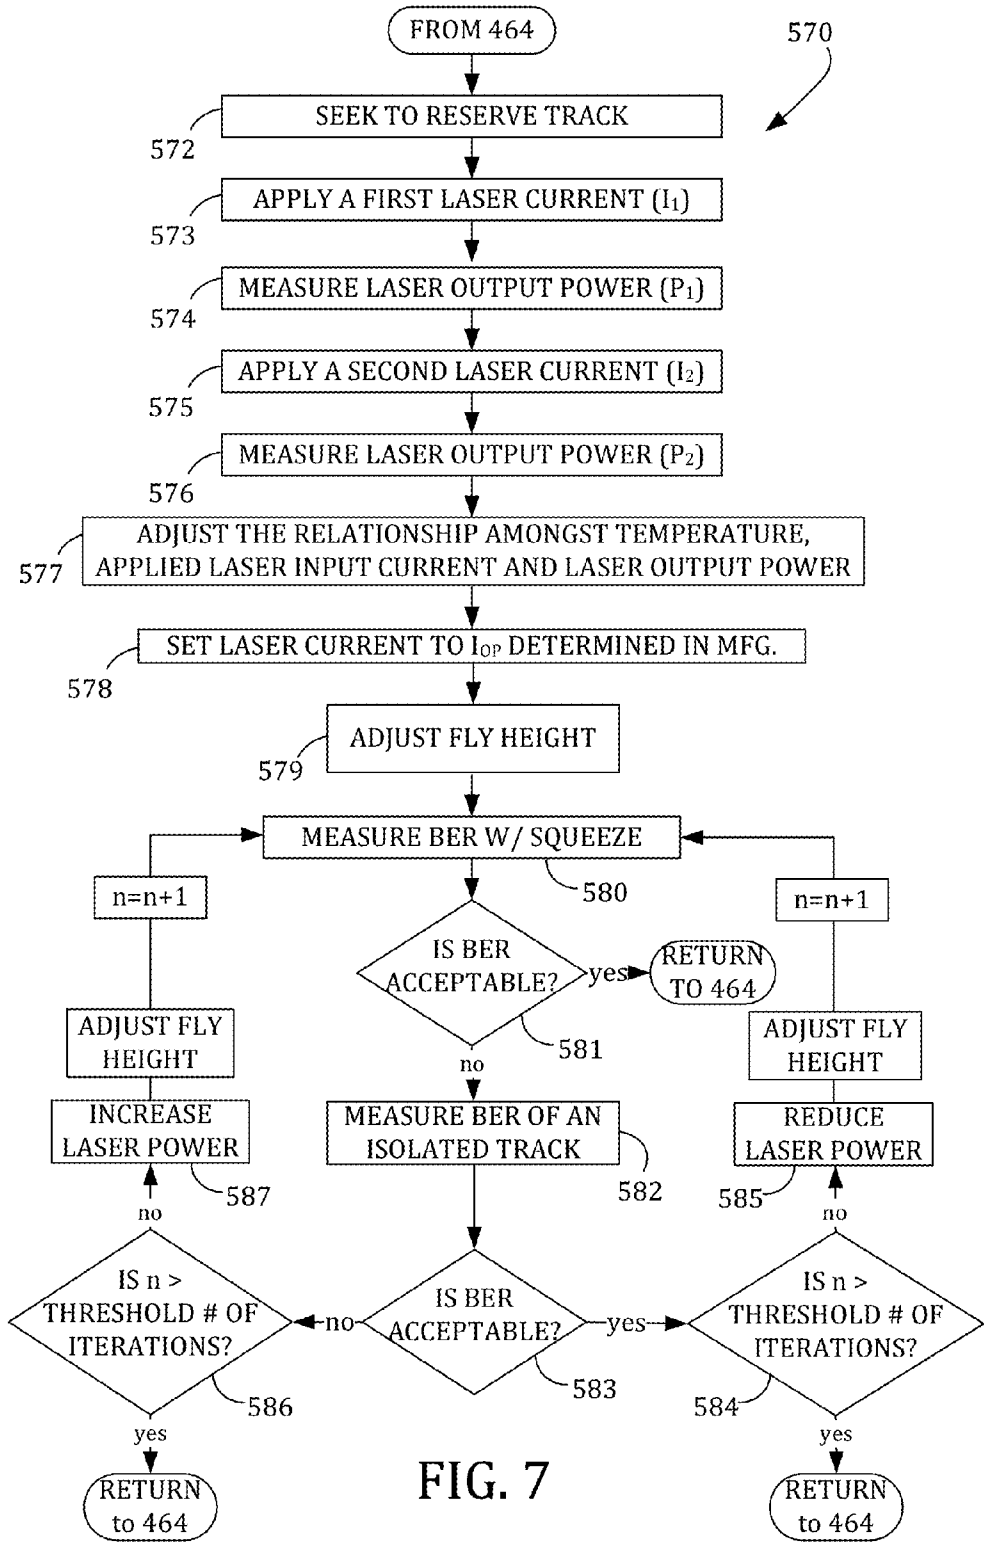 FROM 464
570
SEEK TO RESERVE TRACK
572
APPLY A FIRST LASER CURRENT (I₁)
573
MEASURE LASER OUTPUT POWER (P₁)
574
APPLY A SECOND LASER CURRENT (I₂)
575
MEASURE LASER OUTPUT POWER (P₂)
576
ADJUST THE RELATIONSHIP AMONGST TEMPERATURE,
APPLIED LASER INPUT CURRENT AND LASER OUTPUT POWER
577
SET LASER CURRENT TO IOP DETERMINED IN MFG.
578
ADJUST FLY HEIGHT
579
MEASURE BER W/ SQUEEZE
580
n=n+1
n=n+1
IS BER
ACCEPTABLE?
yes
RETURN
TO 464
581
no
ADJUST FLY
HEIGHT
ADJUST FLY
HEIGHT
INCREASE
LASER POWER
587
MEASURE BER OF AN
ISOLATED TRACK
582
REDUCE
LASER POWER
585
no
no
IS n >
THRESHOLD # OF
ITERATIONS?
586
no
IS BER
ACCEPTABLE?
583
yes
IS n >
THRESHOLD # OF
ITERATIONS?
584
yes
yes
RETURN
to 464
FIG. 7
RETURN
to 464